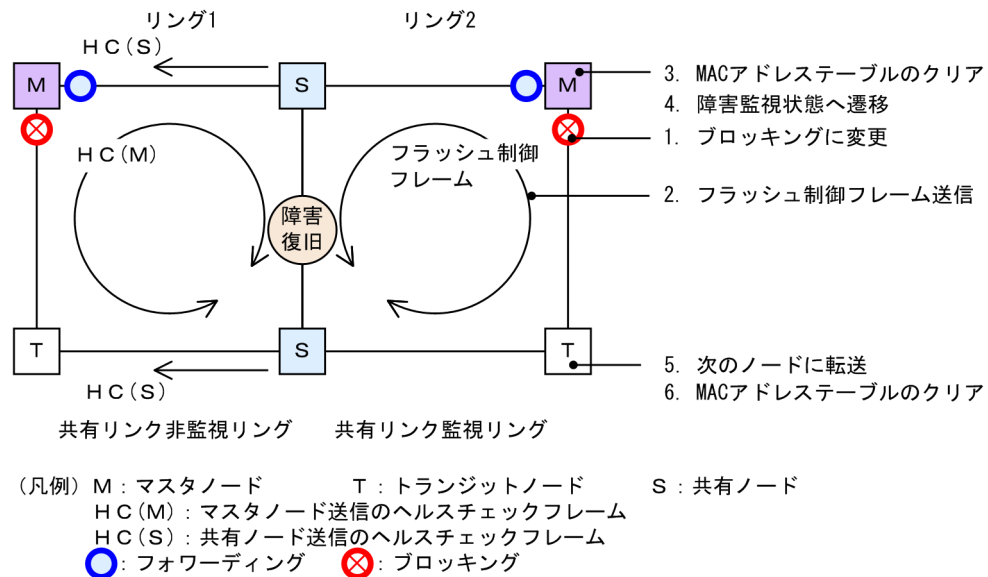 リング1
リング2
ＨＣ(Ｓ)
Ｍ
Ｓ
Ｍ
3. MACアドレステーブルのクリア
4. 障害監視状態へ遷移
1. ブロッキングに変更
ＨＣ(Ｍ)
フラッシュ制御
フレーム
2. フラッシュ制御フレーム送信
障害
復旧
Ｔ
Ｓ
Ｔ
5. 次のノードに転送
6. MACアドレステーブルのクリア
ＨＣ(Ｓ)
共有リンク非監視リング
共有リンク監視リング
(凡例) Ｍ：マスタノード Ｔ：トランジットノード Ｓ：共有ノード
ＨＣ(Ｍ)：マスタノード送信のヘルスチェックフレーム
ＨＣ(Ｓ)：共有ノード送信のヘルスチェックフレーム
：フォワーディング ：ブロッキング